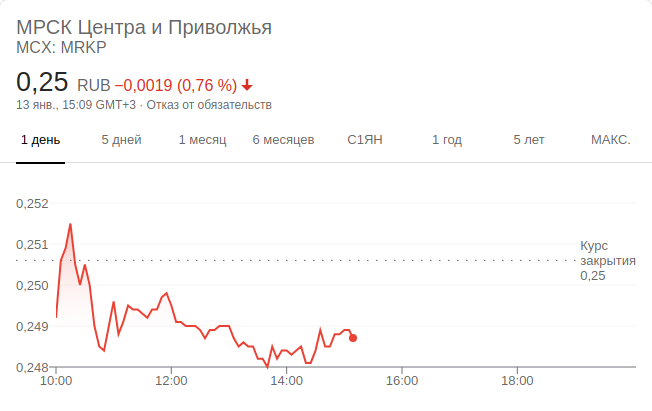 МРСК Центра и Приволжья
MCX: MRKP
0,25 RUB −0,0019 (0,76 %)
13 янв., 15:09 GMT+3 · Отказ от обязательств
1 день 5 дней 1 месяц 6 месяцев С1ЯН 1 год 5 лет МАКС.
0,252
0,251
0,250
0,249
0,248
Курс
закрытия
0,25
10:00 12:00 14:00 16:00 18:00